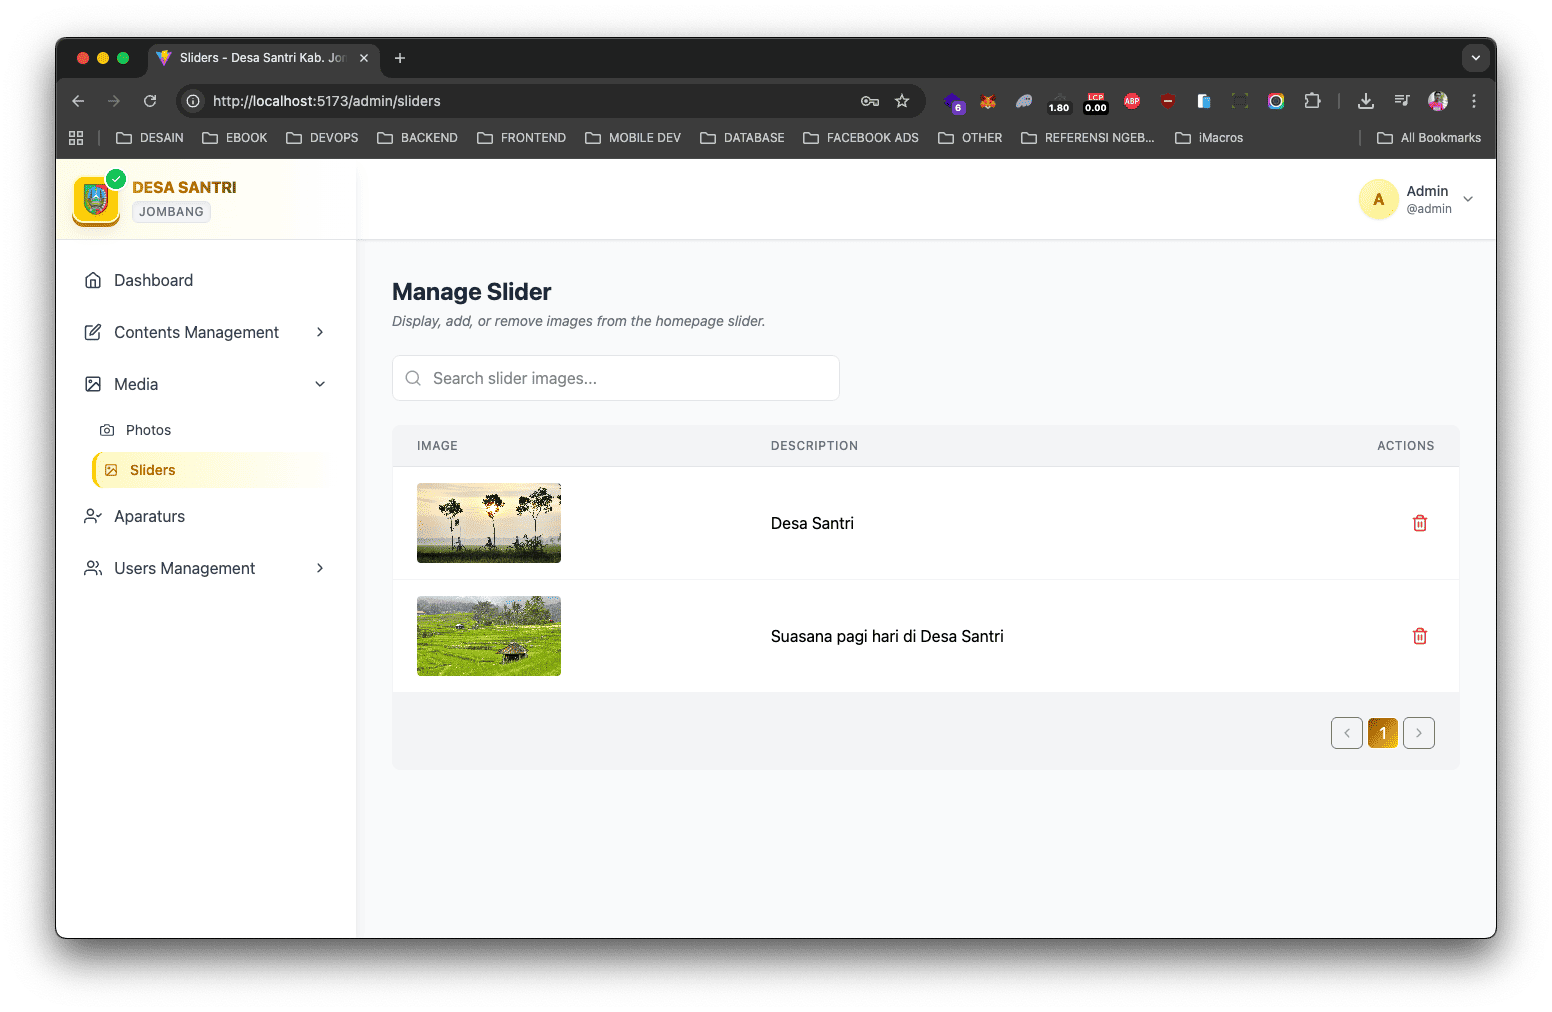 Sliders - Desa Santri Kab. Jor
http://localhost:5173/admin/sliders
6
1.80
LCP
0.00
ABP
DESAIN
EBOOK
DEVOPS
BACKEND
FRONTEND
MOBILE DEV
DATABASE
FACEBOOK ADS
OTHER
REFERENSI NGEB...
iMacros
All Bookmarks
DESA SANTRI
JOMBANG
A
Admin
@admin
Dashboard
Contents Management
Media
Photos
Sliders
Aparaturs
Users Management
Manage Slider
Display, add, or remove images from the homepage slider.
Search slider images...
IMAGE DESCRIPTION ACTIONS
Desa Santri
Suasana pagi hari di Desa Santri
1